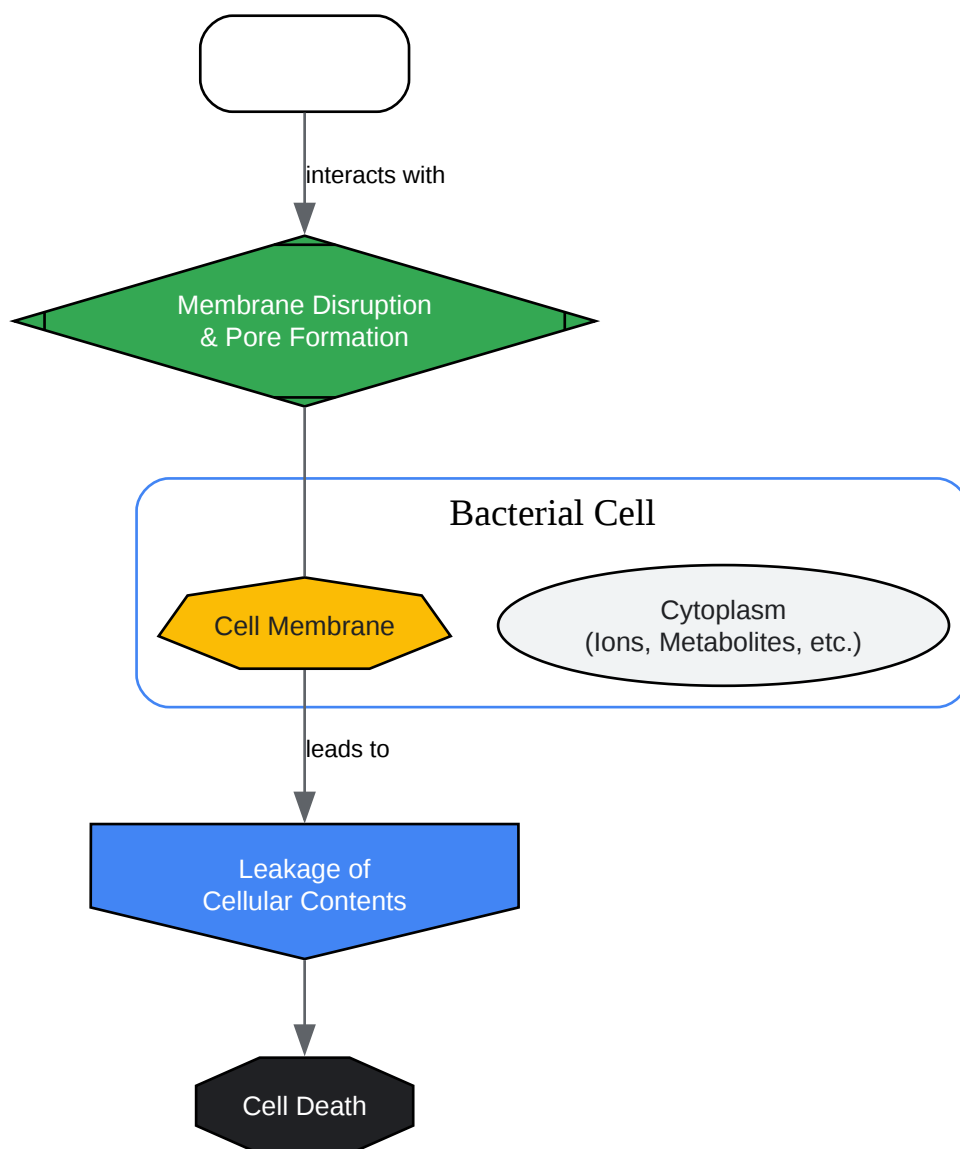 interacts with
Membrane Disruption
& Pore Formation
Bacterial Cell
Cell Membrane
Cytoplasm
(Ions, Metabolites, etc.)
leads to
Leakage of
Cellular Contents
Cell Death